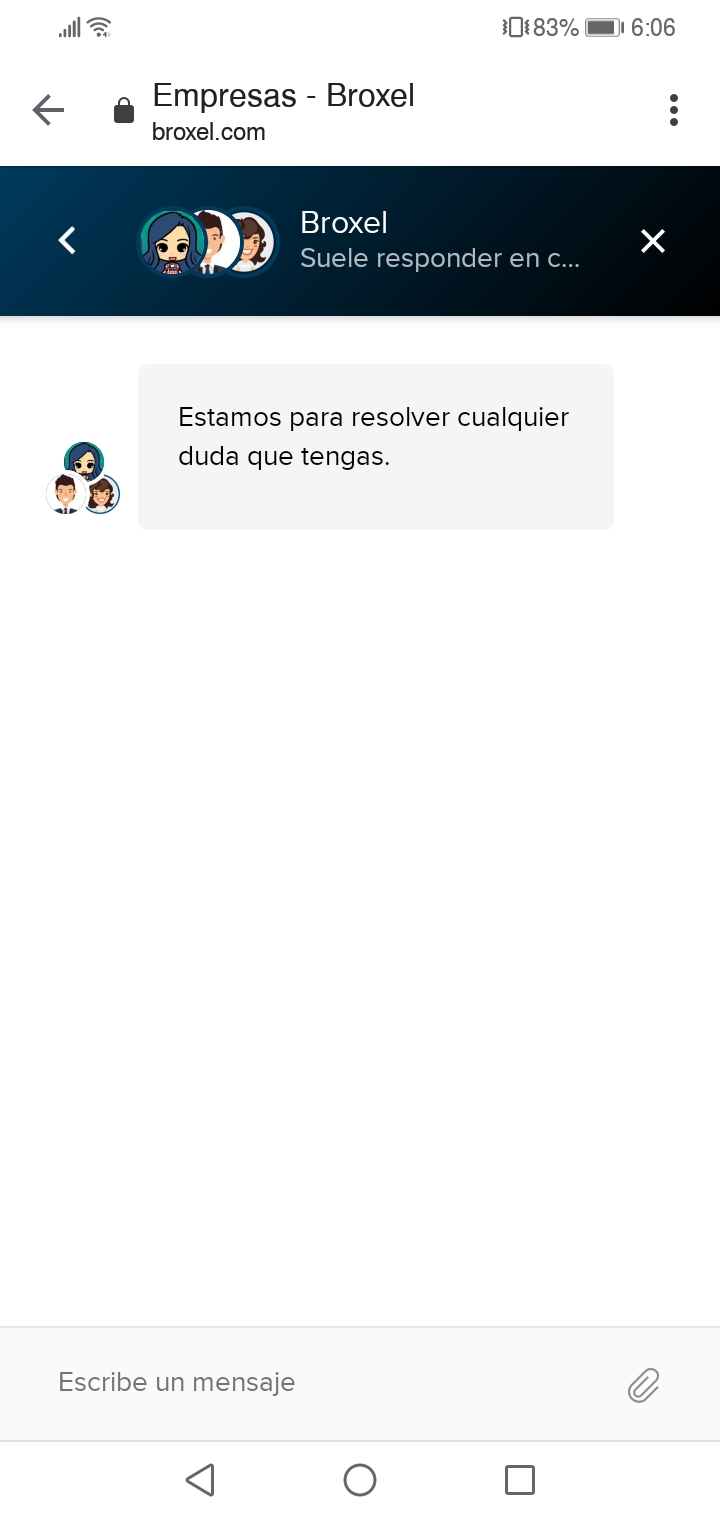 83% 6:06
Empresas - Broxel
broxel.com
Broxel
Suele responder en c...
Estamos para resolver cualquier
duda que tengas.
Escribe un mensaje